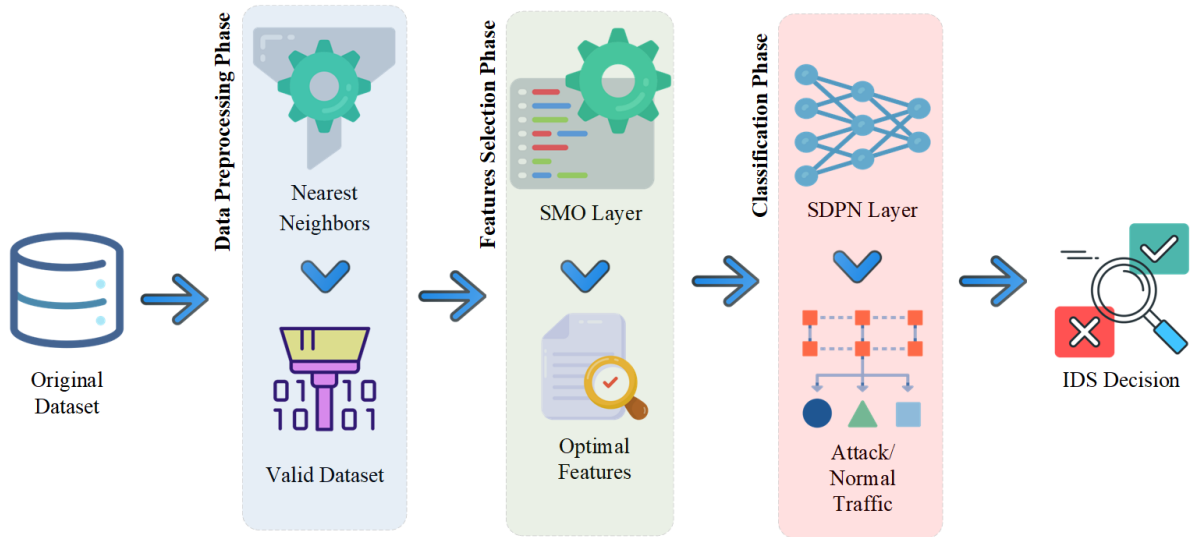 Original
Dataset
Data Preprocessing Phase
Nearest
Neighbors
01 10
10 01
Valid Dataset
Features Selection Phase
SMO Layer
Optimal
Features
Classification Phase
SDPN Layer
Attack/
Normal
Traffic
IDS Decision